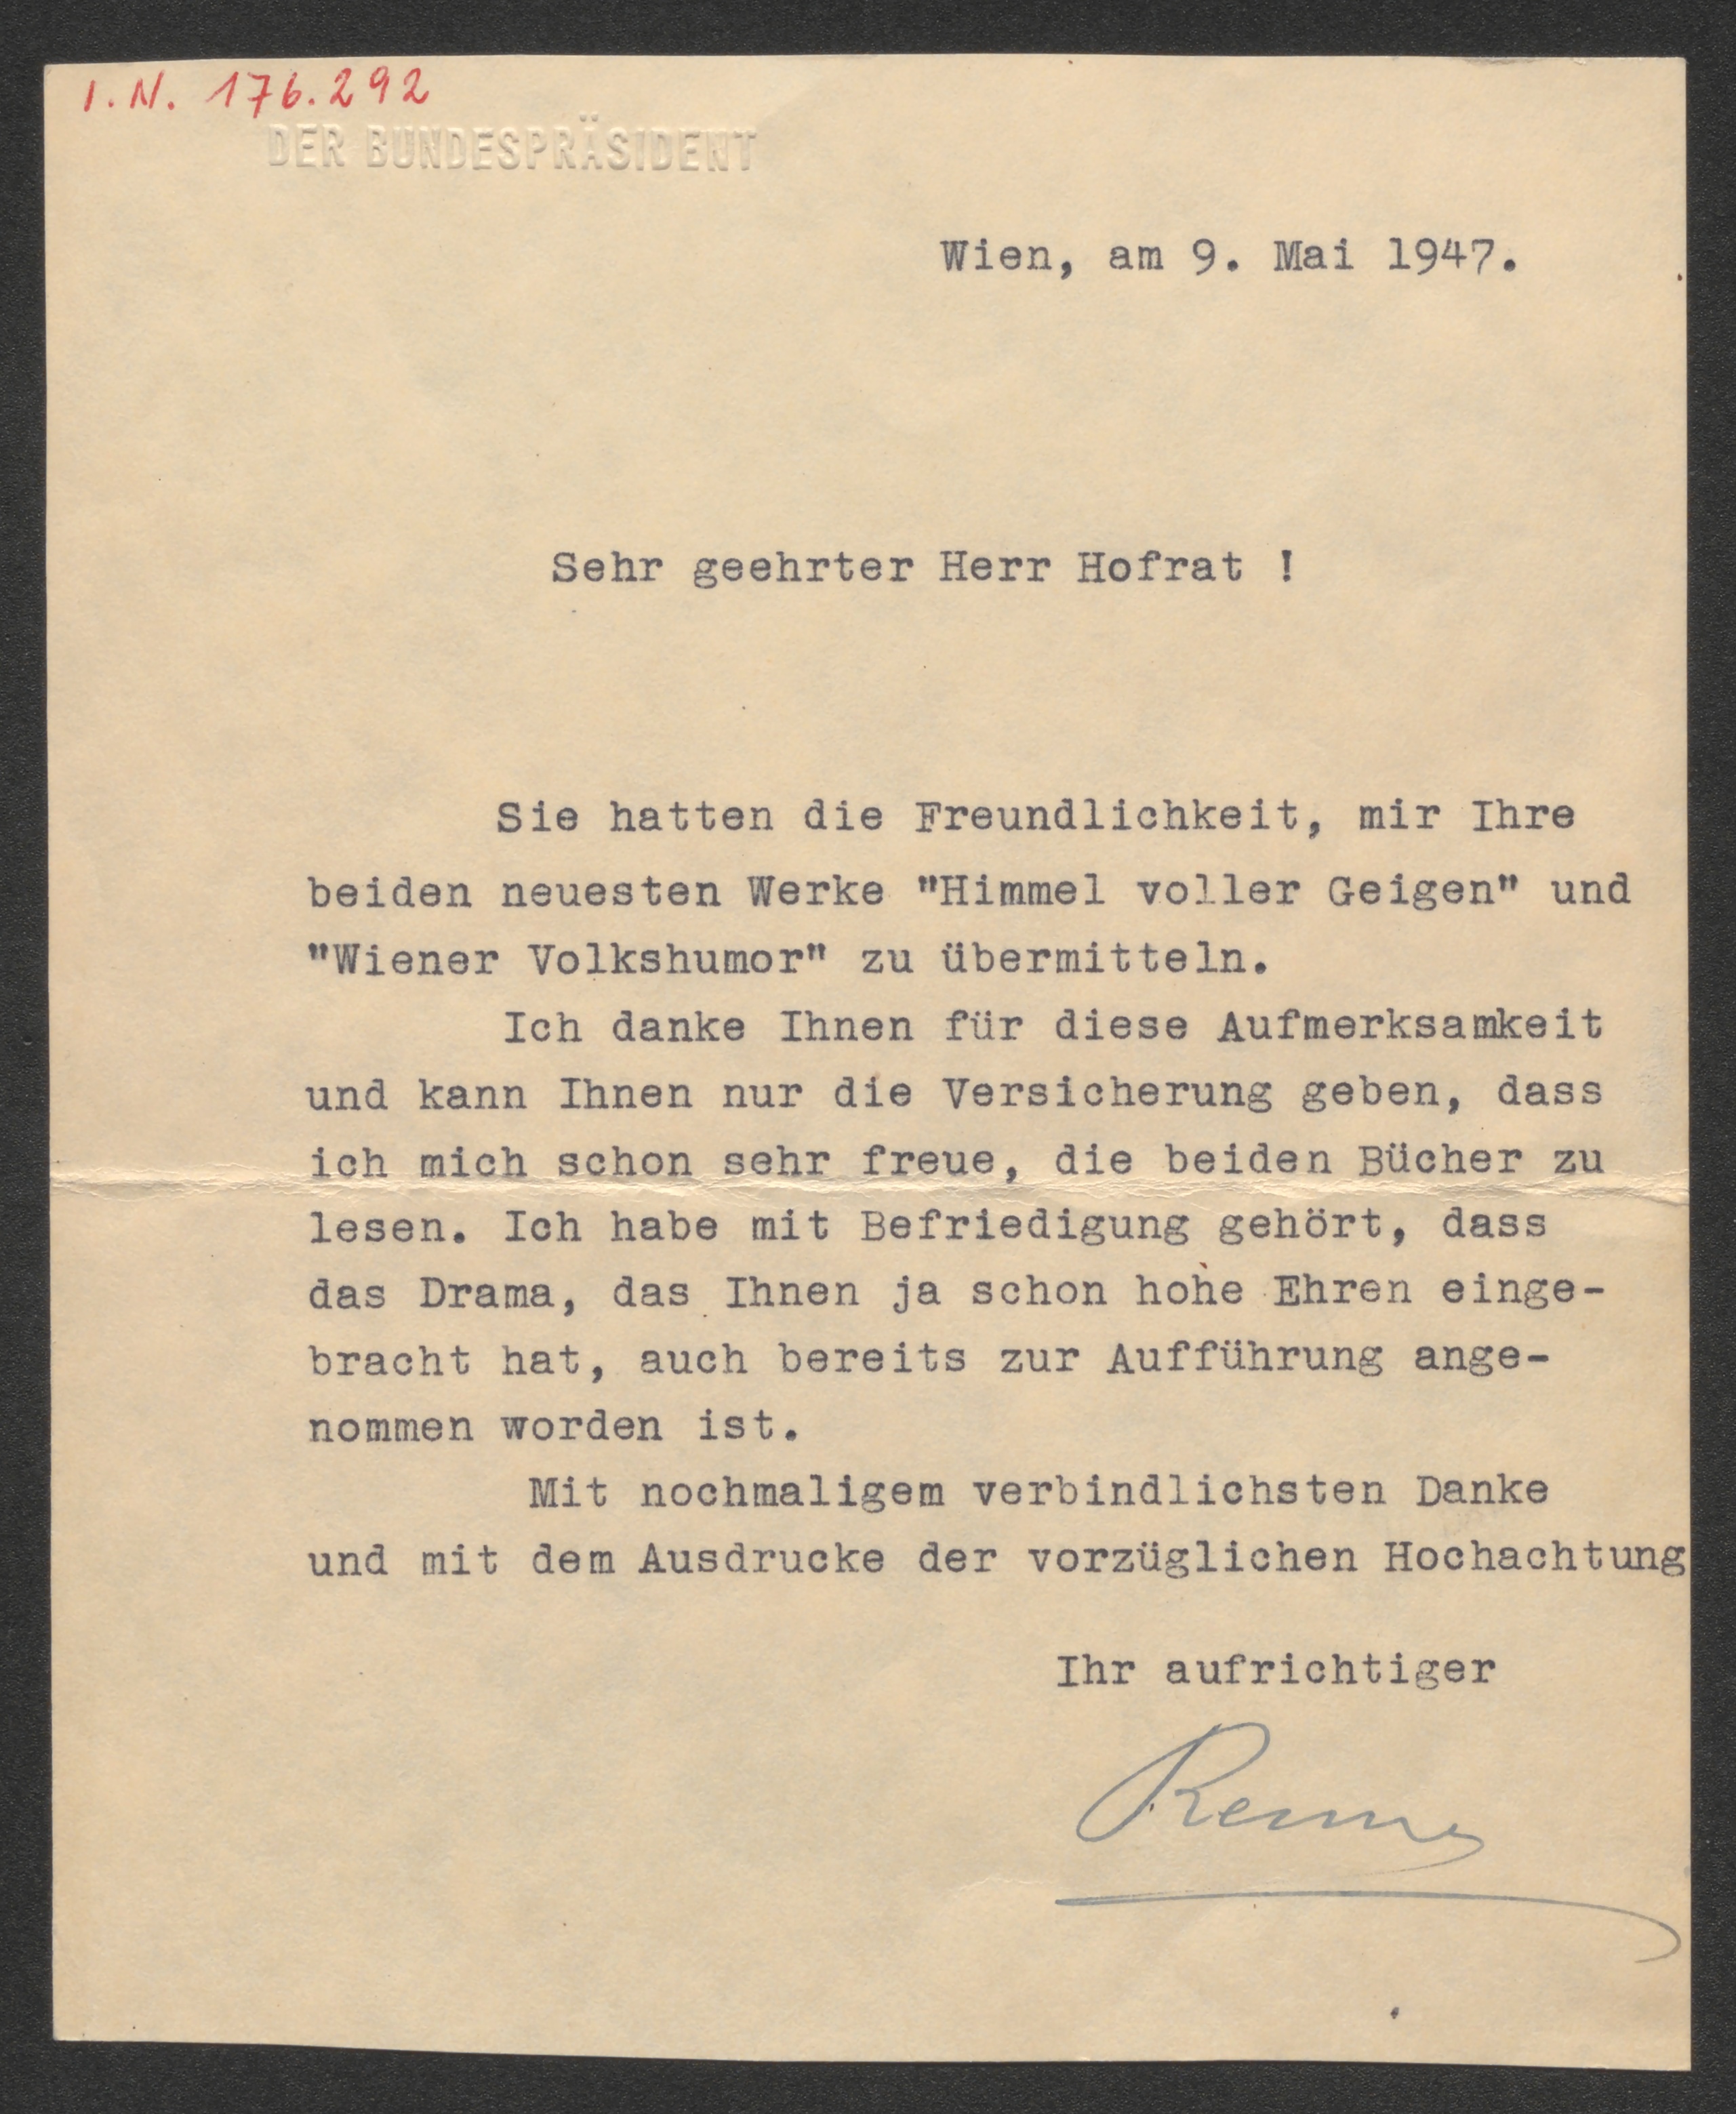 I.N. 176.292
DER BUNDESPRÄSIDENT
Wien, am 9. Mai 1947.
Sehr geehrter Herr Hofrat !
Sie hatten die Freundlichkeit, mir Ihre
beiden neuesten Werke "Himmel voller Geigen" und
"Wiener Volkshumor" zu übermitteln.
Ich danke Ihnen für diese Aufmerksamkeit
und kann Ihnen nur die Versicherung geben, dass
ich mich schon sehr freue, die beiden Bücher zu
lesen. Ich habe mit Befriedigung gehört, dass
das Drama, das Ihnen ja schon hohe Ehren einge-
bracht hat, auch bereits zur Aufführung ange-
nommen worden ist.
Mit nochmaligem verbindlichsten Danke
und mit dem Ausdrucke der vorzüglichen Hochachtung
Ihr aufrichtiger
Renner